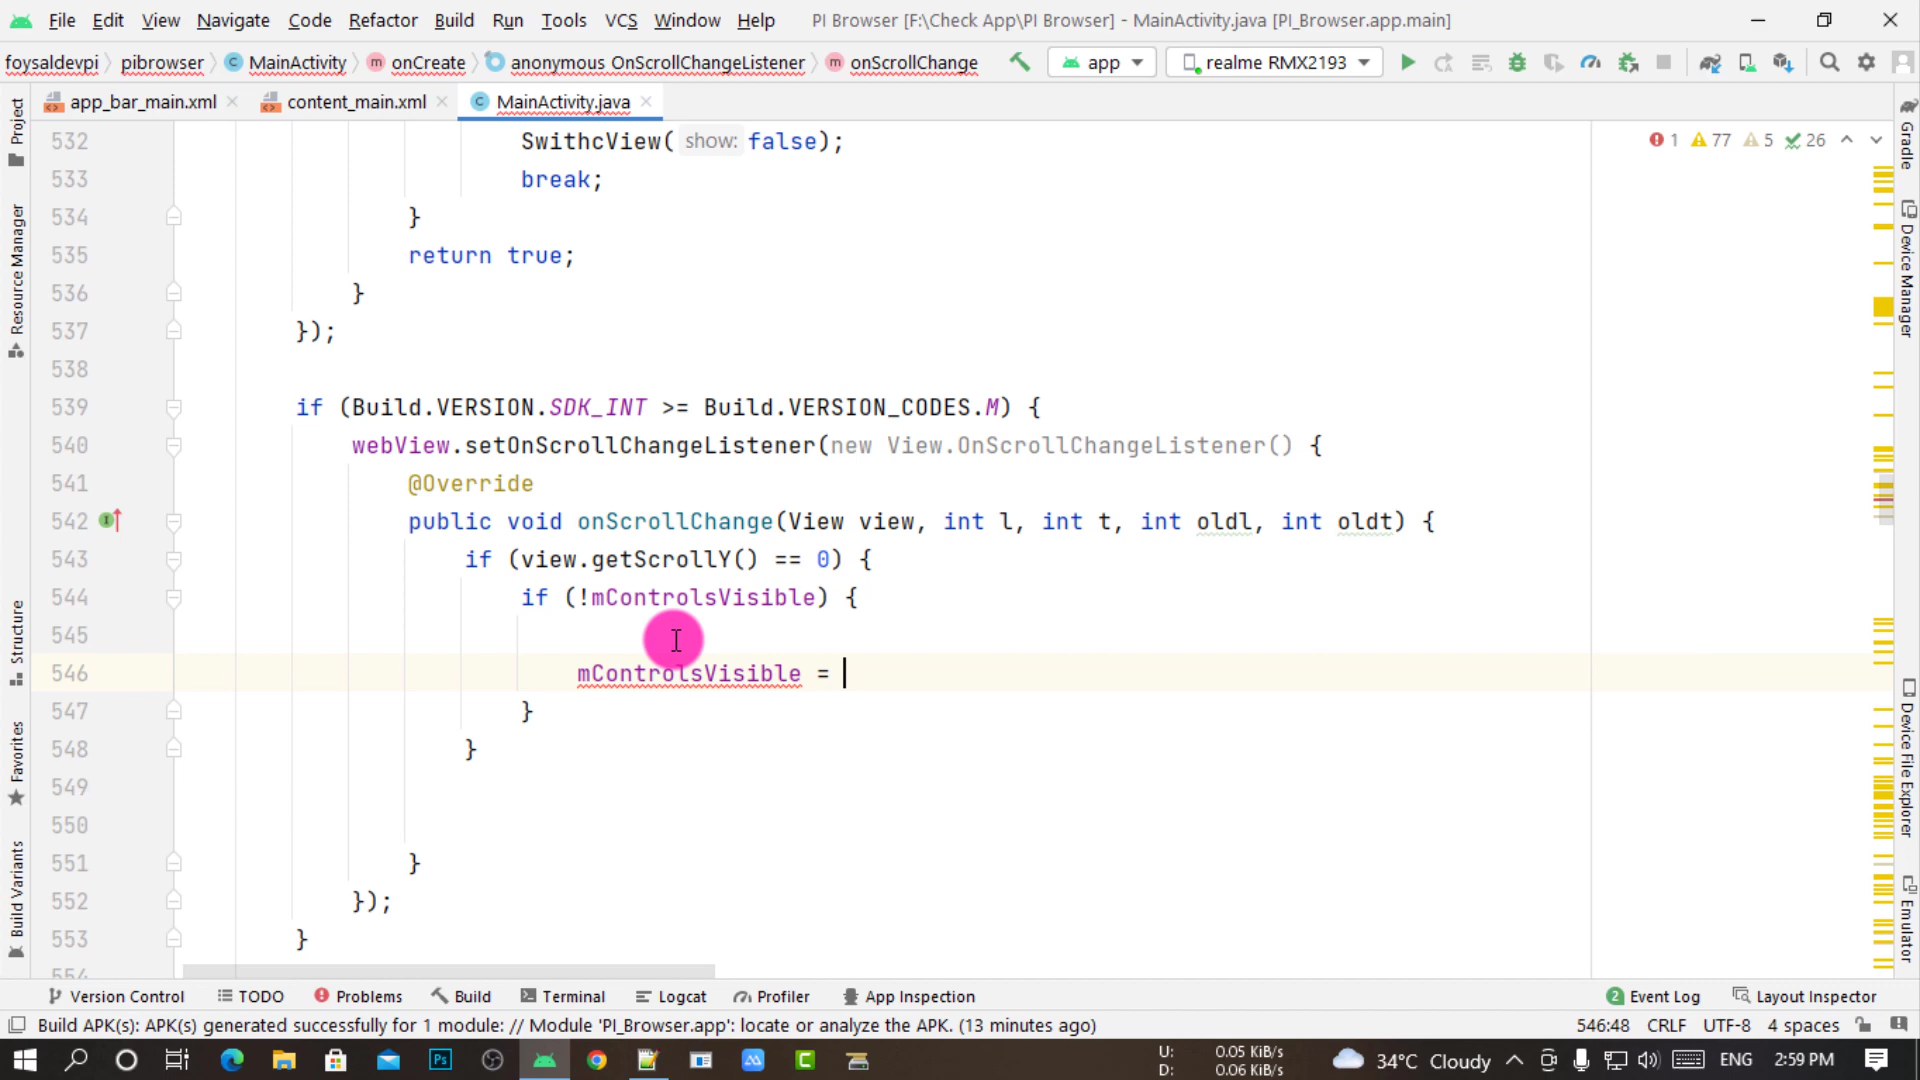 File Edit View Navigate Code Refactor Build Run Tools VCS Window Help PI Browser [F:\Check App\PI Browser] - MainActivity.java [PI_Browser.app.main]
foysaldevpi pibrowser MainActivity onCreate anonymous OnScrollChangeListener onScrollChange app realme RMX2193
app_bar_main.xml content_main.xml MainActivity.java
532 SwithcView( show: false); 1 77 5 26
533 break;
534 }
535 return true;
536 }
537 });
538
539 if (Build.VERSION.SDK_INT >= Build.VERSION_CODES.M) {
540 webView.setOnScrollChangeListener(new View.OnScrollChangeListener() {
541 @Override
542 public void onScrollChange(View view, int l, int t, int oldl, int oldt) {
543 if (view.getScrollY() == 0) {
544 if (!mControlsVisible) {
545
546 mControlsVisible =
547 }
548 }
549
550
551 }
552 });
553 }
554
Project
Resource Manager
Structure
Favorites
Build Variants
Gradle
Device Manager
Device File Explorer
Emulator
Version Control TODO Problems Build Terminal Logcat Profiler App Inspection 2 Event Log Layout Inspector
Build APK(s): APK(s) generated successfully for 1 module: // Module 'PI_Browser.app': locate or analyze the APK. (13 minutes ago) 546:48 CRLF UTF-8 4 spaces
U: 0.05 KiB/s
D: 0.06 KiB/s
34°C Cloudy ENG 2:59 PM